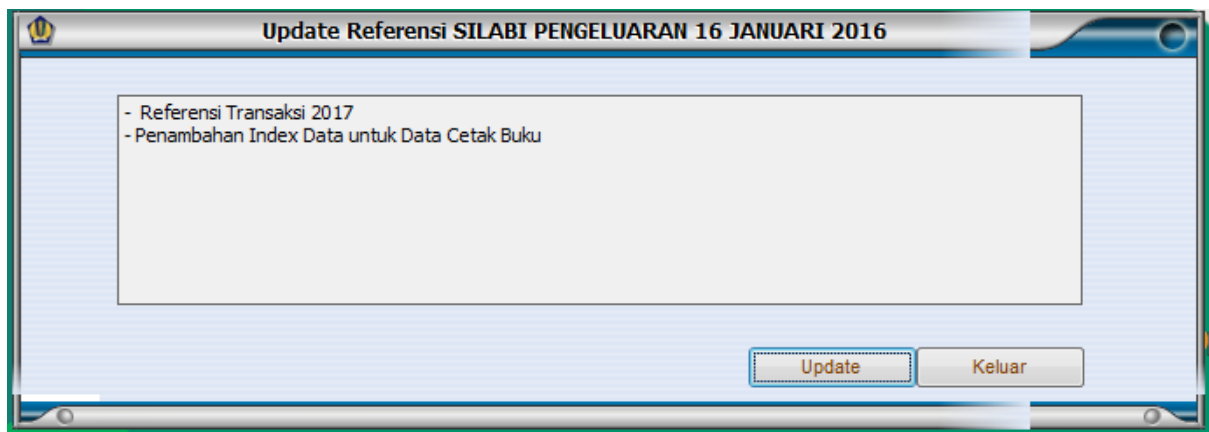 Update Referensi SILABI PENGELUARAN 16 JANUARI 2016
- Referensi Transaksi 2017
- Penambahan Index Data untuk Data Cetak Buku
Update
Keluar